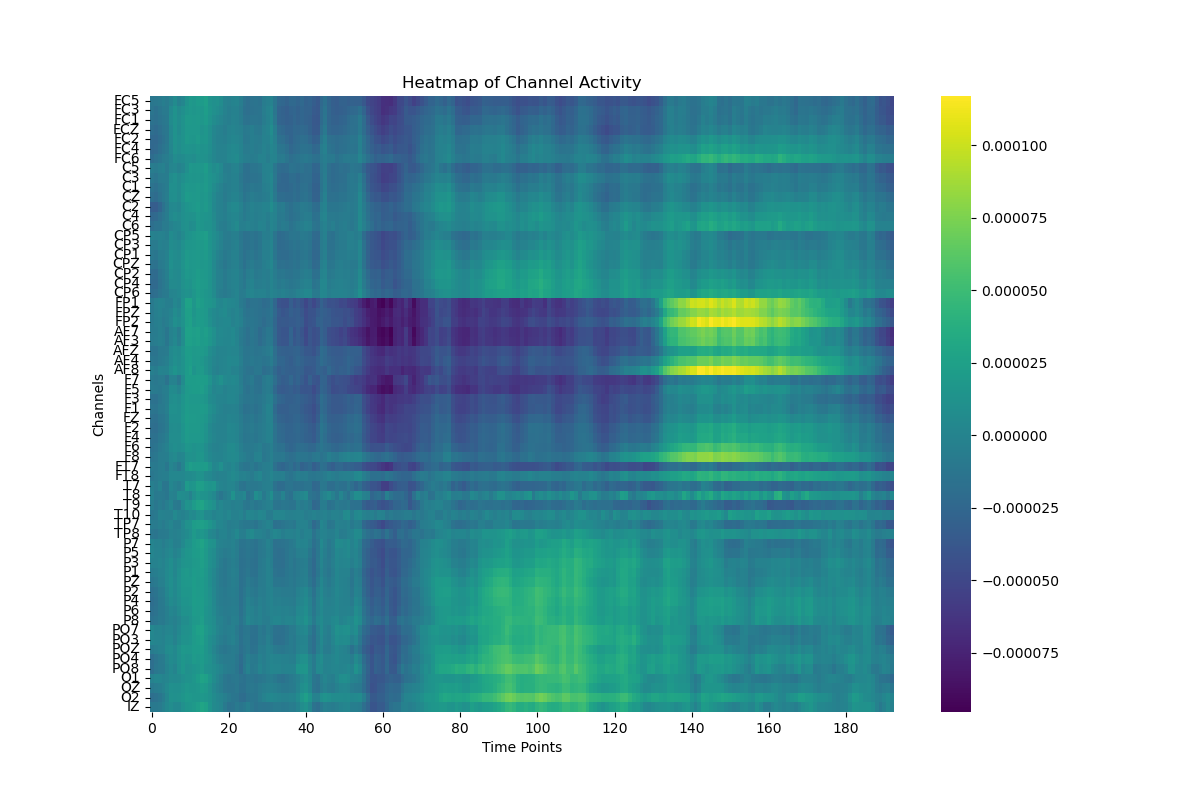 Heatmap of Channel Activity
Channels
FC5
FC3
FC1
FCZ
FC2
FC4
FC6
C5
C3
C1
CZ
C2
C4
C6
CP5
CP3
CP1
CPZ
CP2
CP4
CP6
FP1
FPZ
FP2
AF7
AF3
AFZ
AF4
AF8
F7
F5
F3
F1
FZ
F2
F4
F6
F8
FT7
FT8
T7
T8
T9
T10
TP7
TP8
P7
P5
P3
P1
PZ
P2
P4
P6
P8
PO7
PO3
POZ
PO4
PO8
O1
OZ
O2
IZ
0 20 40 60 80 100 120 140 160 180
Time Points
0.000100
0.000075
0.000050
0.000025
0.000000
−0.000025
−0.000050
−0.000075